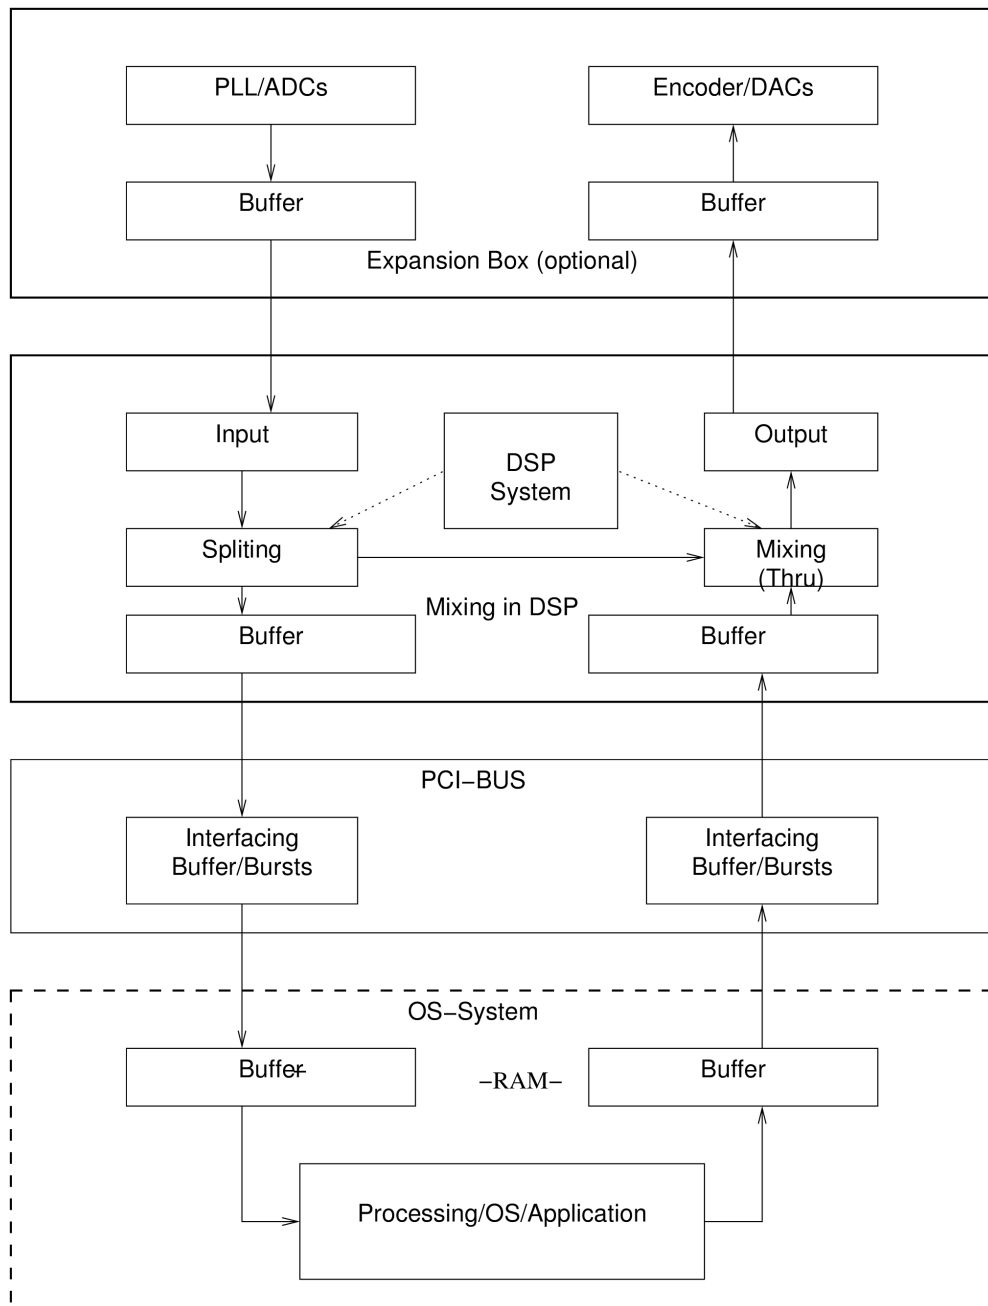 PLL/ADCs
Encoder/DACs
Buffer
Buffer
Expansion Box (optional)
Input
DSP
System
Output
Spliting
Mixing
(Thru)
Mixing in DSP
Buffer
Buffer
PCI–BUS
Interfacing
Buffer/Bursts
Interfacing
Buffer/Bursts
OS–System
Buffer
–RAM–
Buffer
Processing/OS/Application